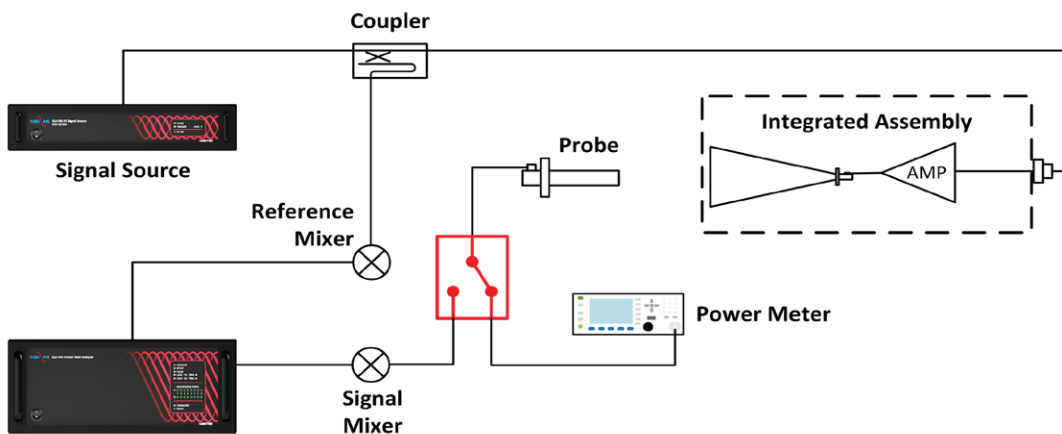 Coupler
Signal Source
Integrated Assembly
AMP
Probe
Reference
Mixer
Power Meter
Signal
Mixer